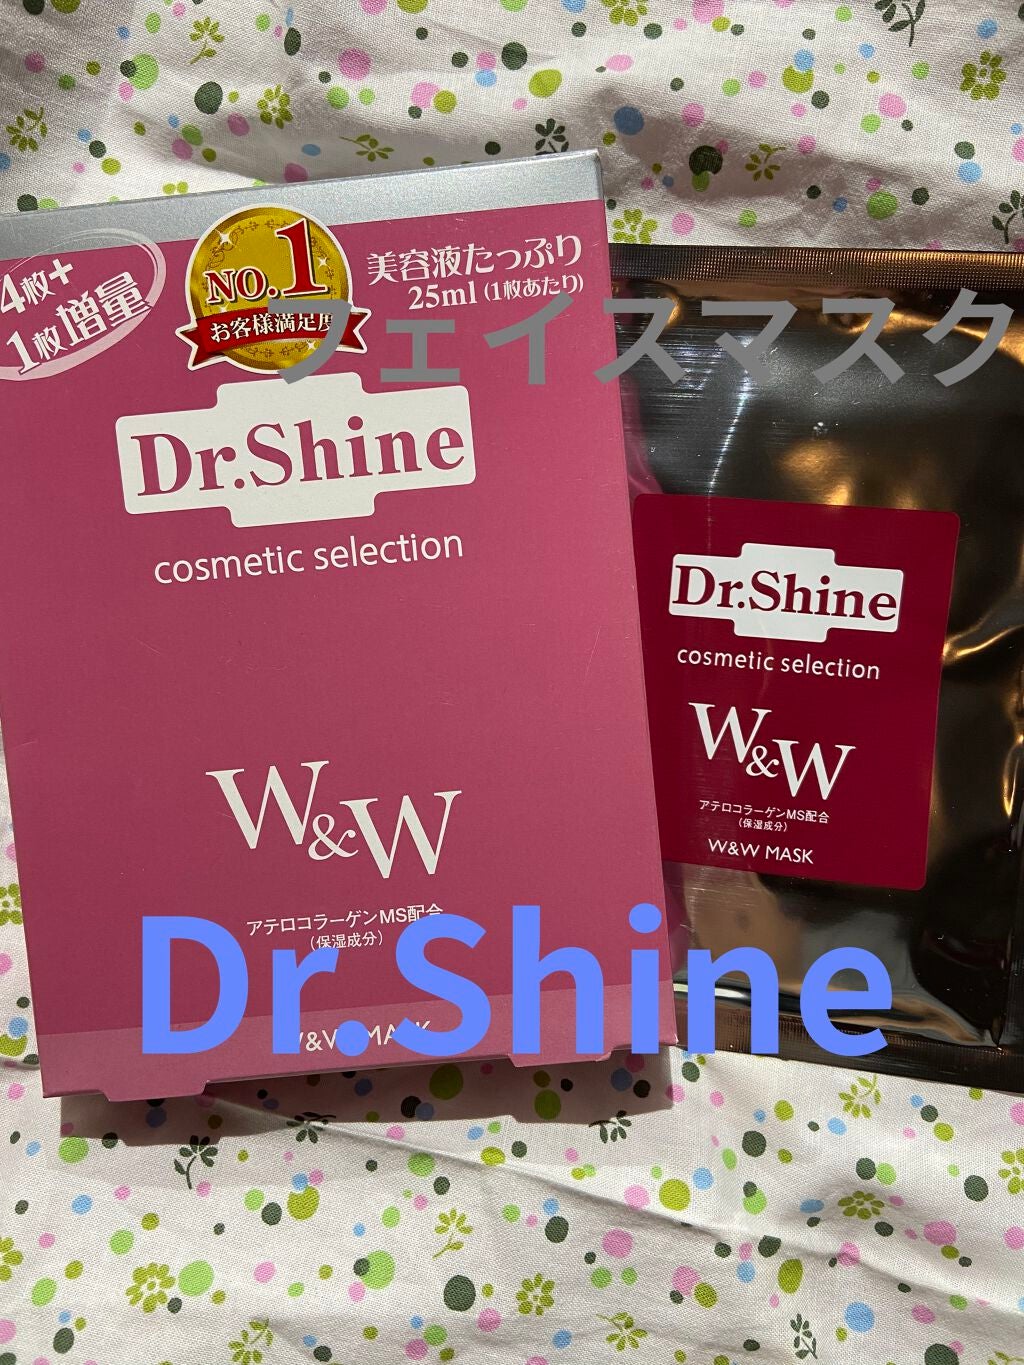 4枚+
1枚増量
NO.1
お客様満足度
美容液たっぷり
25ml (1枚あたり)
フェイスマスク
Dr.Shine
cosmetic selection
W&W
アテロコラーゲンMS配合
(保湿成分)
W&W MASK
Dr.Shine
cosmetic selection
W&W
アテロコラーゲンMS配合
(保湿成分)
W&W MASK
Dr.Shine